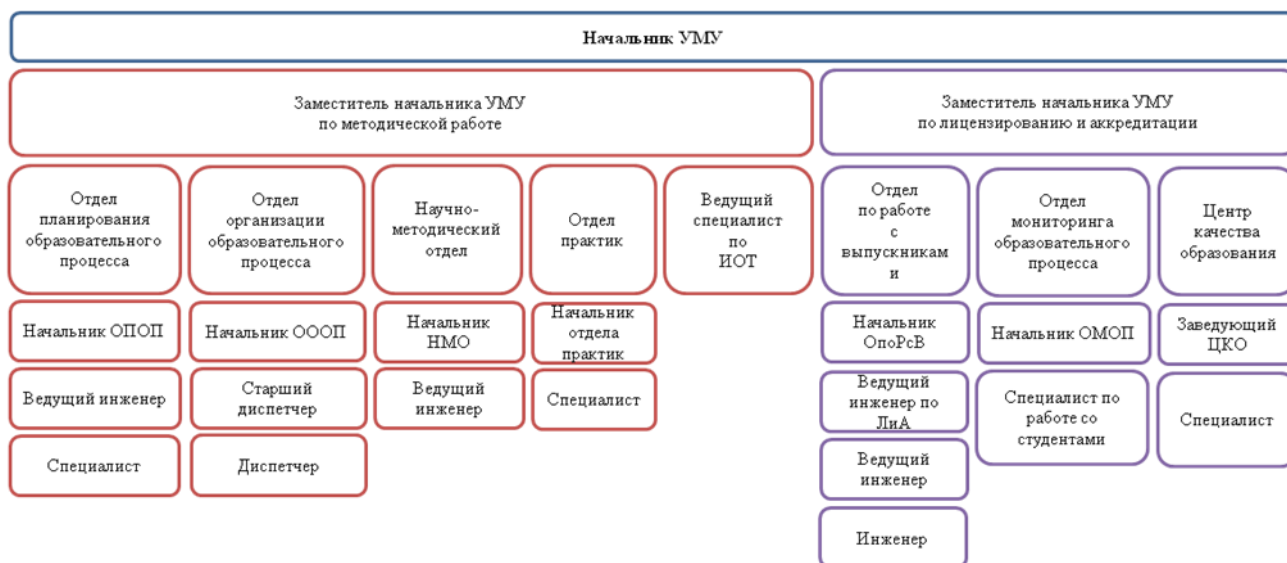 Начальник УМУ
Заместитель начальника УМУ
по методической работе
Заместитель начальника УМУ
по лицензированию и аккредитации
Отдел
планирования
образовательного
процесса
Отдел
организации
образовательного
процесса
Научно-
методический
отдел
Отдел
практик
Ведущий
специалист
по
ИОТ
Отдел
по работе
с
выпускникам
и
Отдел
мониторинга
образовательного
процесса
Центр
качества
образования
Начальник ОПОП
Начальник ОООП
Начальник
НМО
Начальник
отдела
практик
Начальник
ОпоРсВ
Начальник ОМОП
Заведующий
ЦКО
Ведущий инженер
Старший
диспетчер
Ведущий
инженер
Специалист
Ведущий
инженер по
ЛиА
Специалист по
работе со
студентами
Специалист
Специалист
Диспетчер
Ведущий
инженер
Инженер